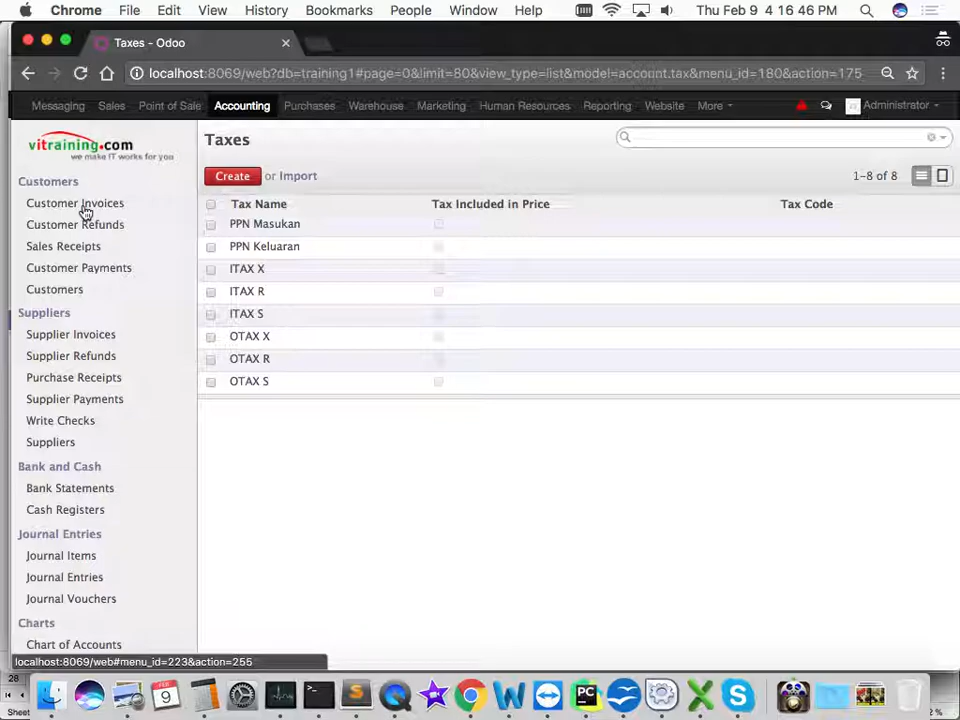 Chrome File Edit View History Bookmarks People Window Help Thu Feb 9 4:16:46 PM
Taxes - Odoo
localhost:8069/web?db=training1#page=0&limit=80&view_type=list&model=account.tax&menu_id=180&action=175
Messaging Sales Point of Sale Accounting Purchases Warehouse Marketing Human Resources Reporting Website More Administrator
vitraining.com
we make IT works for you
Customers
Customer Invoices
Customer Refunds
Sales Receipts
Customer Payments
Customers
Suppliers
Supplier Invoices
Supplier Refunds
Purchase Receipts
Supplier Payments
Write Checks
Suppliers
Bank and Cash
Bank Statements
Cash Registers
Journal Entries
Journal Items
Journal Entries
Journal Vouchers
Charts
Chart of Accounts
Taxes
Create or Import 1-8 of 8
Tax Name Tax Included in Price Tax Code
PPN Masukan
PPN Keluaran
ITAX X
ITAX R
ITAX S
OTAX X
OTAX R
OTAX S
localhost:8069/web#menu_id=223&action=255
28
Sheet
FEB
9
2 %